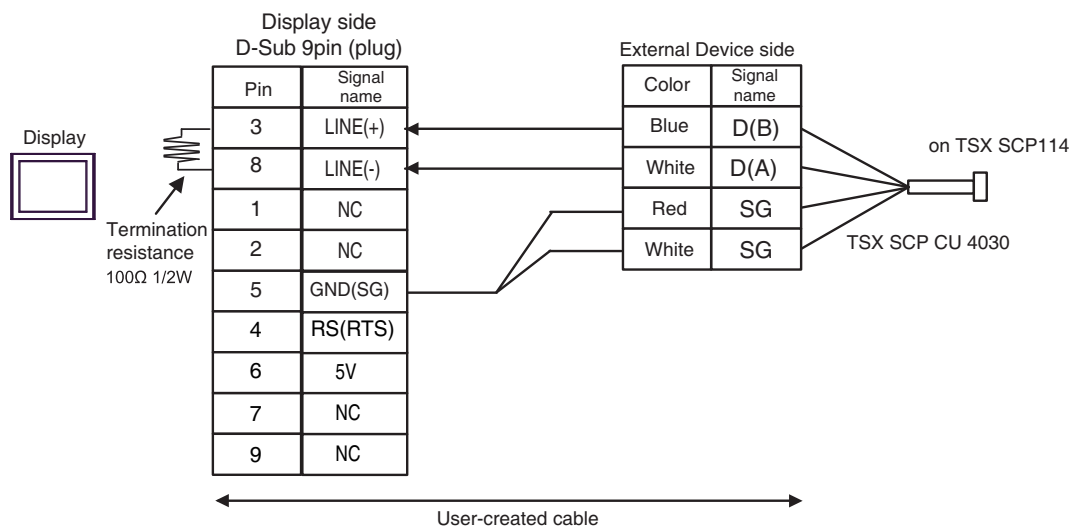 Display side
D-Sub 9pin (plug)
External Device side
Pin
Signal
name
Color
Signal
name
3
LINE(+)
Blue
D(B)
Display
on TSX SCP114
8
LINE(-)
White
D(A)
1
NC
Red
SG
Termination
resistance
100Ω 1/2W
2
NC
White
SG
TSX SCP CU 4030
5
GND(SG)
4
RS(RTS)
6
5V
7
NC
9
NC
User-created cable